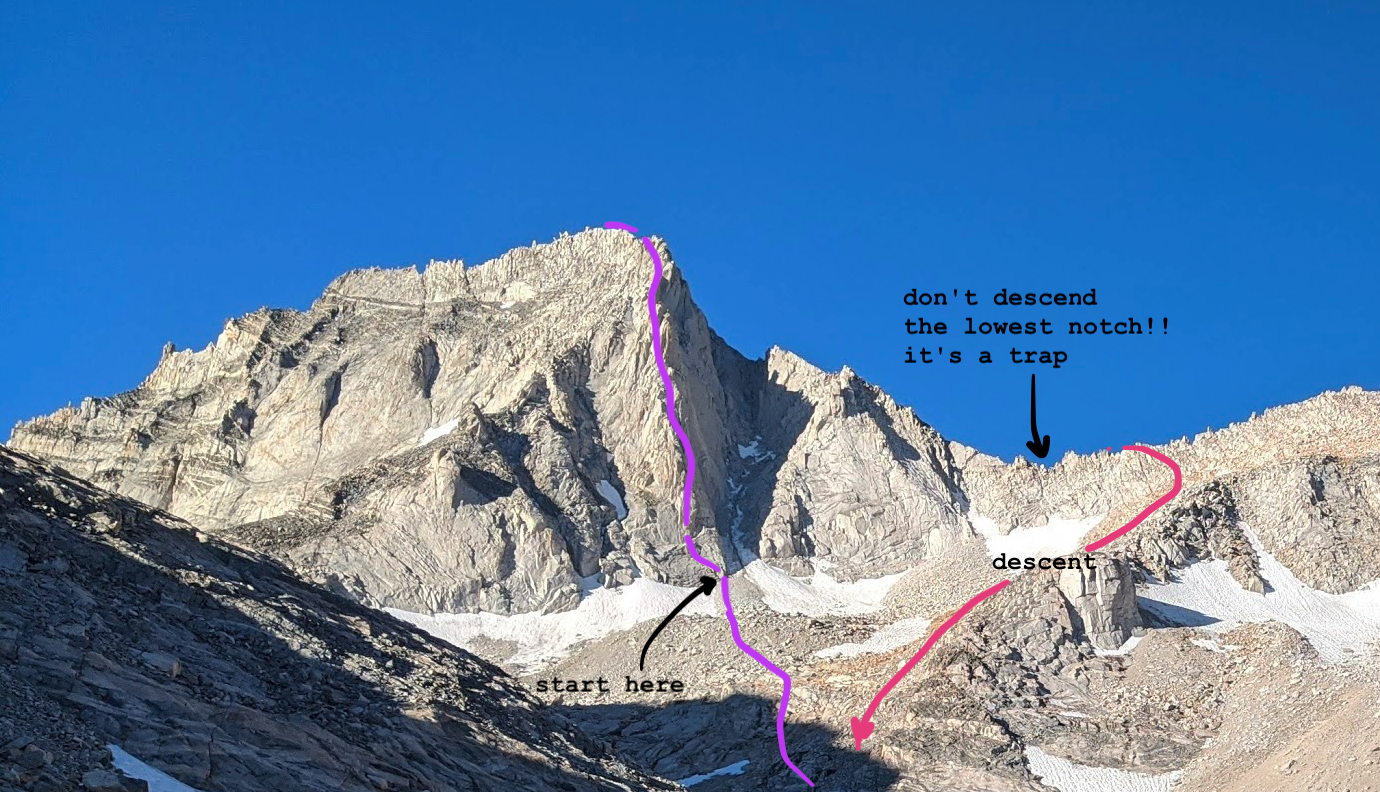 don't descend
the lowest notch!!
it's a trap
descent
start here